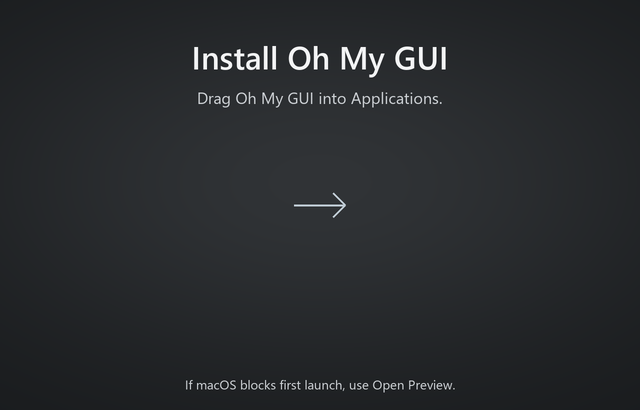 Install Oh My GUI
Drag Oh My GUI into Applications.
If macOS blocks first launch, use Open Preview.